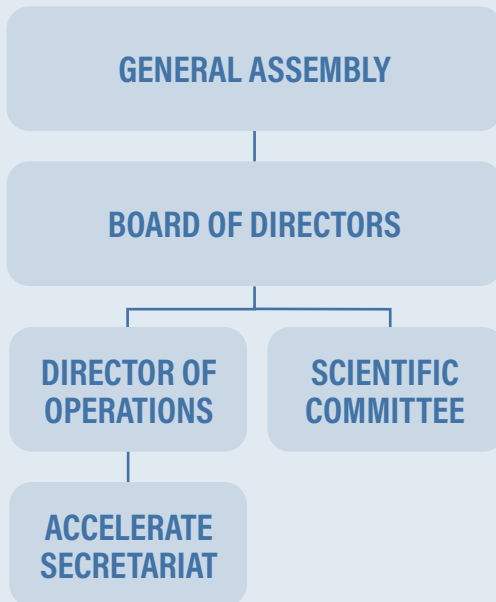 GENERAL ASSEMBLY
BOARD OF DIRECTORS
DIRECTOR OF
OPERATIONS
SCIENTIFIC
COMMITTEE
ACCELERATE
SECRETARIAT